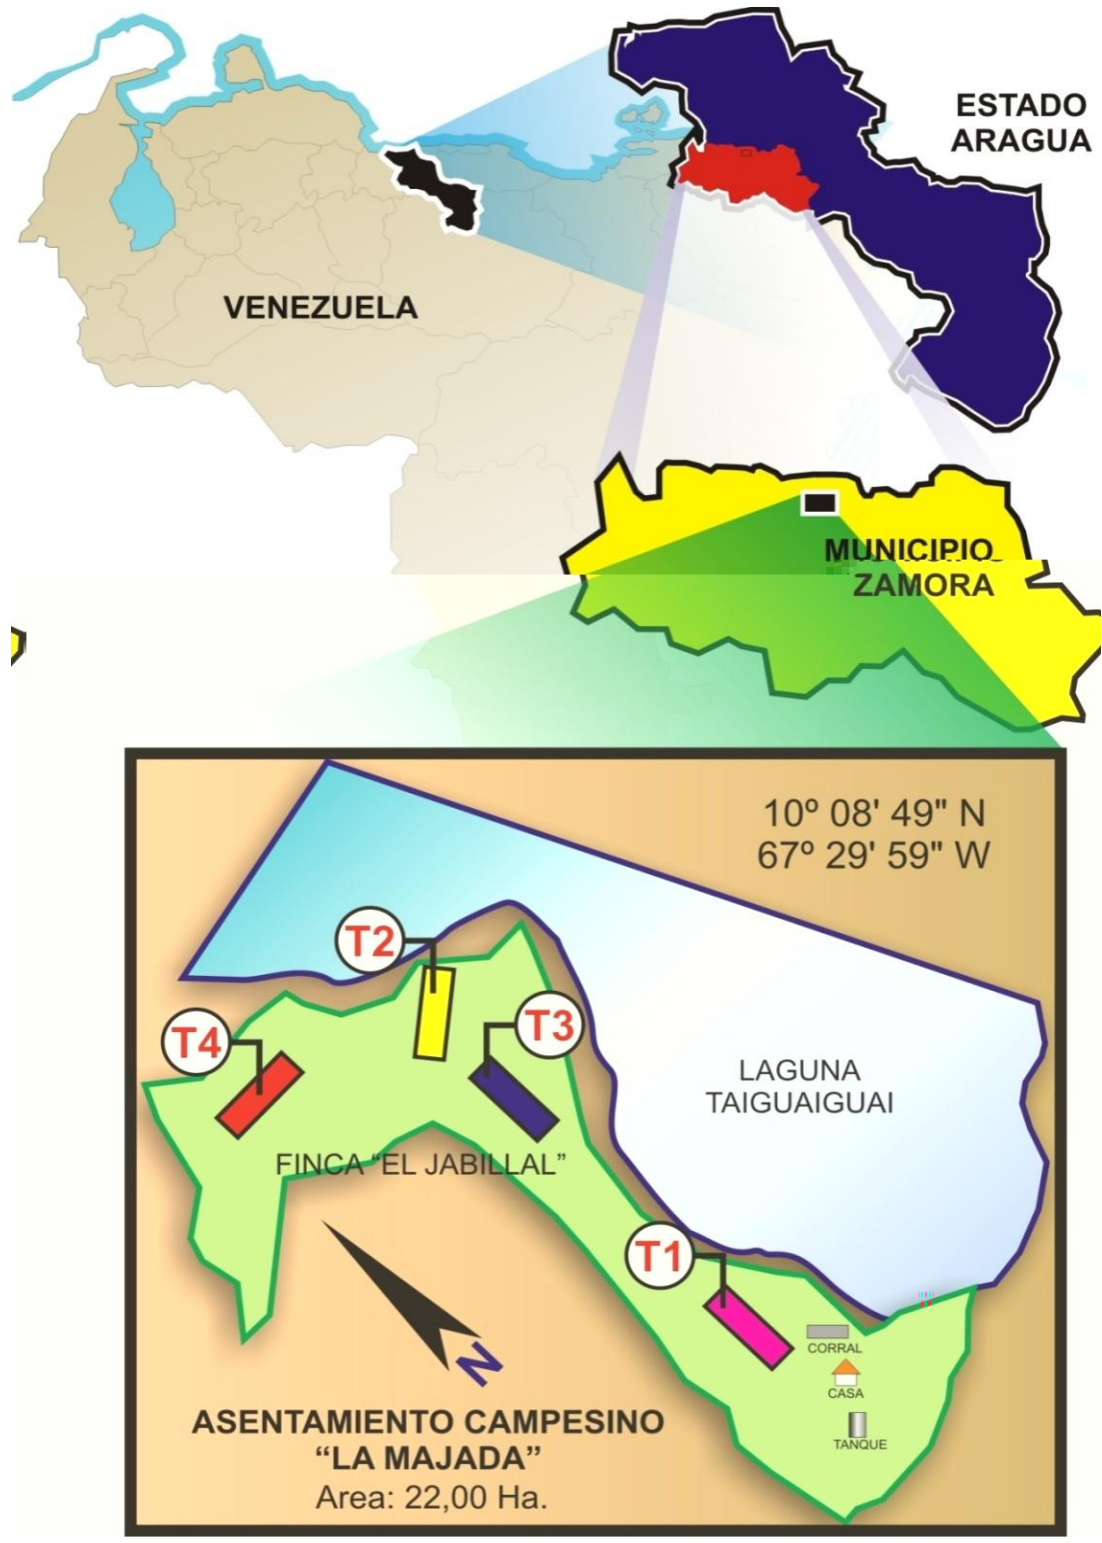 ESTADO
ARAGUA
VENEZUELA
MUNICIPIO
ZAMORA
10º 08' 49" N
67º 29' 59" W
T2
T3
T4
LAGUNA
TAIGUAIGUAI
FINCA “EL JABILLAL”
T1
CORRAL
CASA
TANQUE
N
ASENTAMIENTO CAMPESINO
“LA MAJADA”
Area: 22,00 Ha.